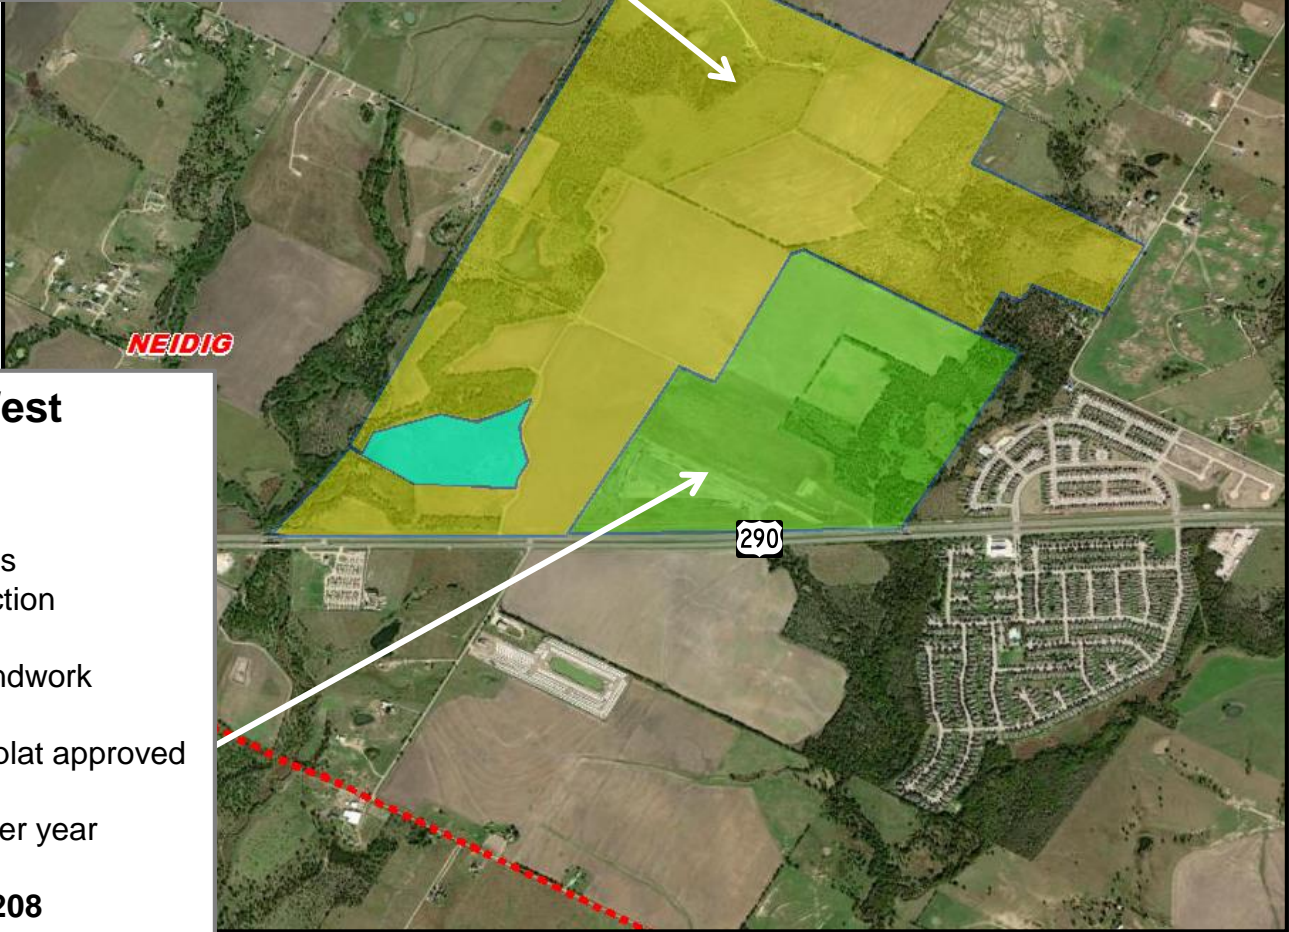 NEIDIG
est
s
ction
ndwork
plat approved
er year
208
290